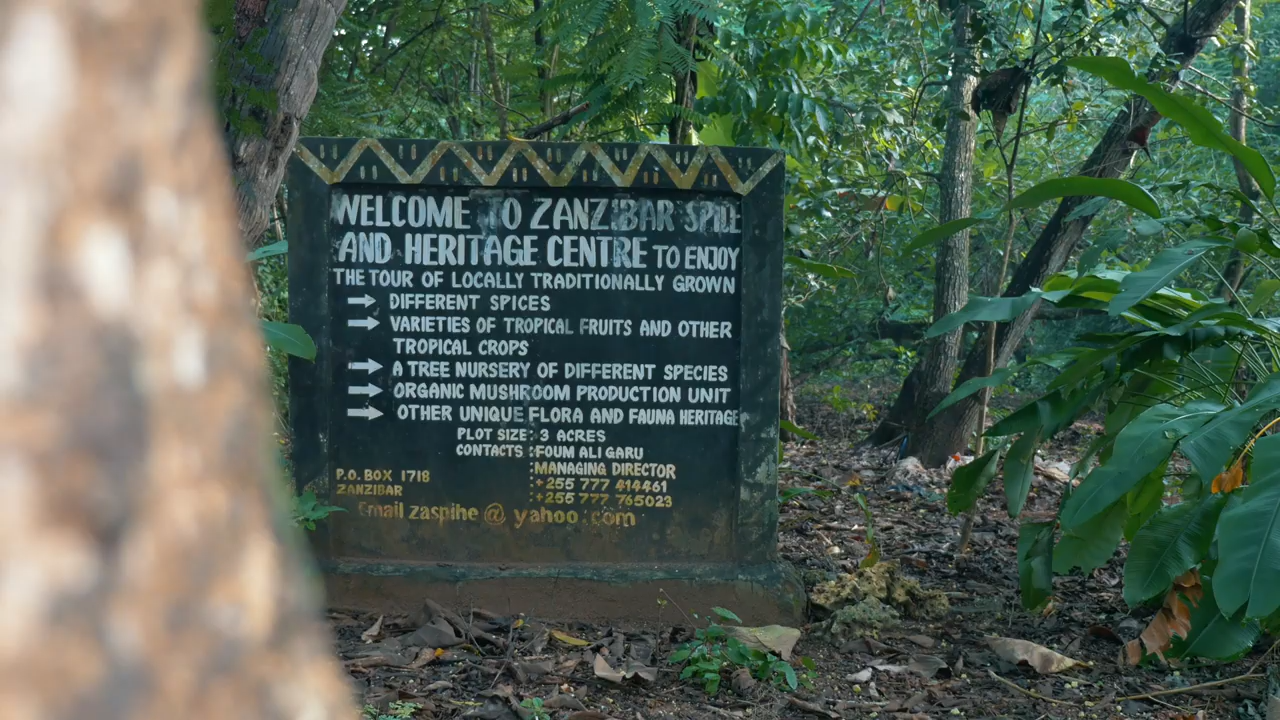 WELCOME TO ZANZIBAR SPICE
AND HERITAGE CENTRE TO ENJOY
THE TOUR OF LOCALLY TRADITIONALLY GROWN
→ DIFFERENT SPICES
→ VARIETIES OF TROPICAL FRUITS AND OTHER
TROPICAL CROPS
→ A TREE NURSERY OF DIFFERENT SPECIES
→ ORGANIC MUSHROOM PRODUCTION UNIT
→ OTHER UNIQUE FLORA AND FAUNA HERITAGE
PLOT SIZE: 3 ACRES
CONTACTS :FOUM ALI GARU
:MANAGING DIRECTOR
P.O. BOX 1718 :+255 777 414461
ZANZIBAR :+255 777 765023
Email zaspihe @ yahoo.com